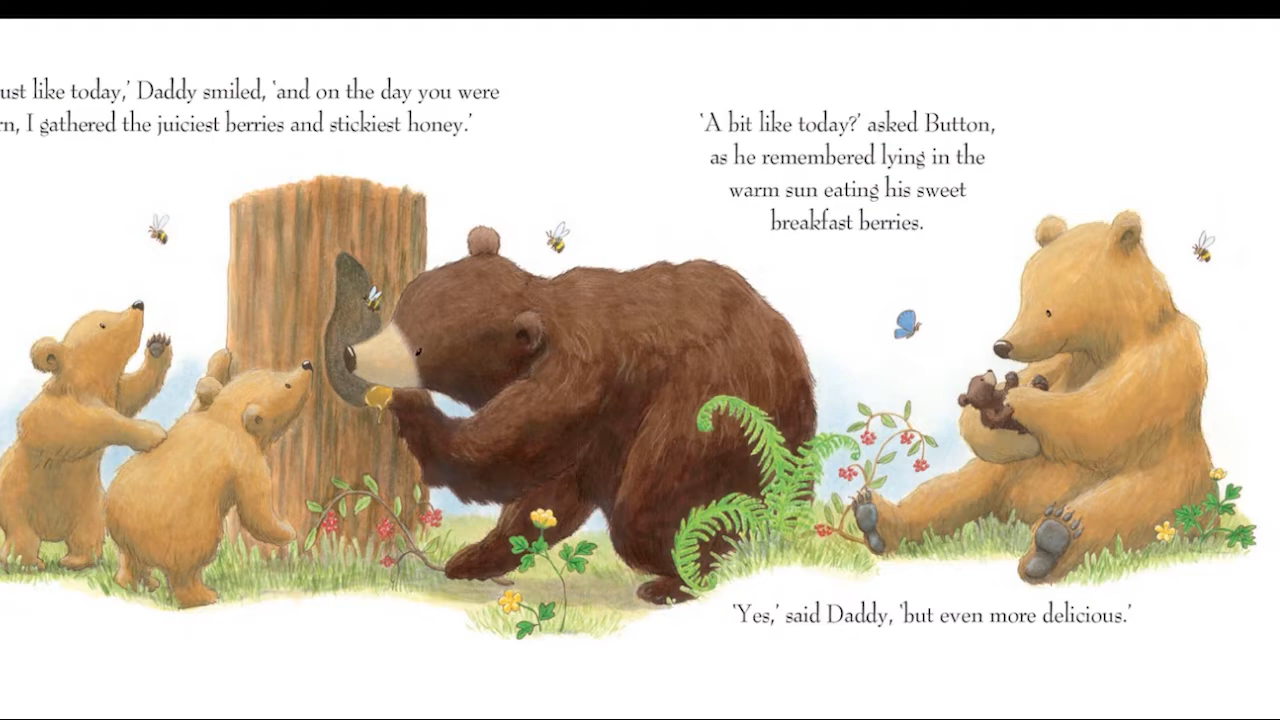 ust like today,' Daddy smiled, 'and on the day you were
rn, I gathered the juiciest berries and stickiest honey.'
'A bit like today?' asked Button,
as he remembered lying in the
warm sun eating his sweet
breakfast berries.
'Yes,' said Daddy, 'but even more delicious.'